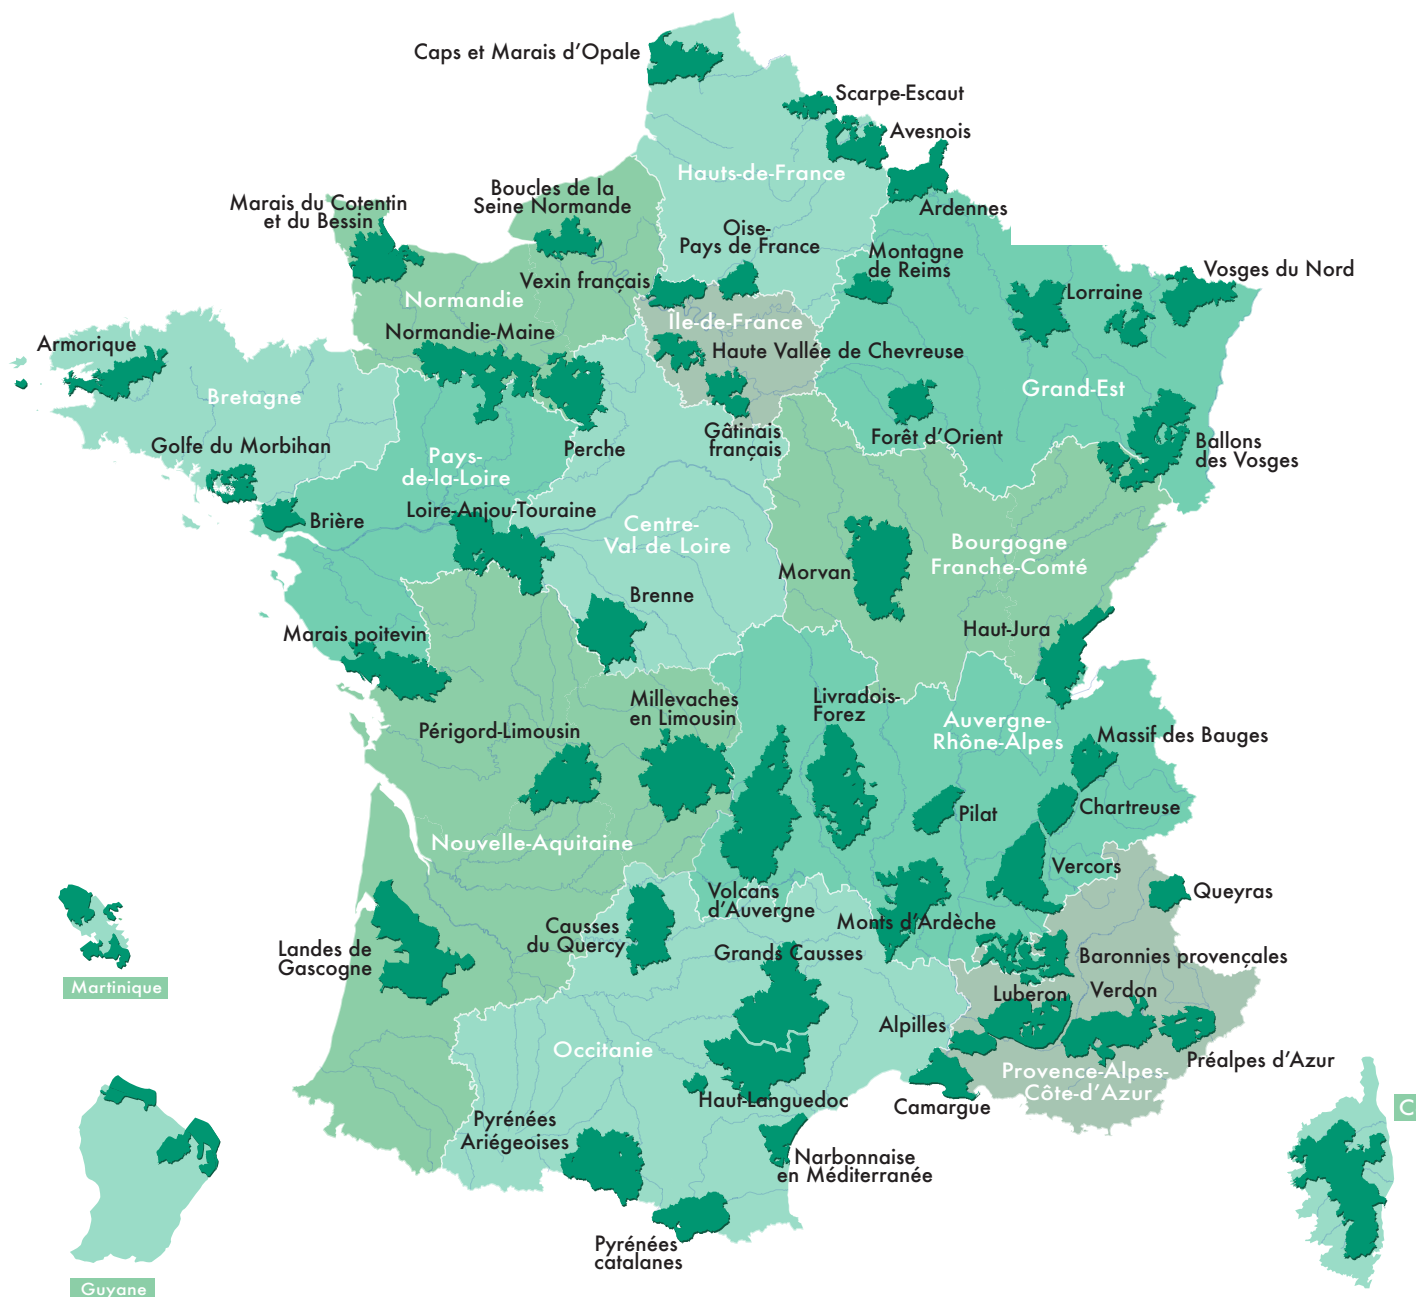 Caps et Marais d’Opale
Scarpe-Escaut
Avesnois
Hauts-de-France
Ardennes
Boucles de la
Seine Normande
Marais du Cotentin
et du Bessin
Oise-
Pays de France
Montagne
de Reims
Vosges du Nord
Vexin français
Lorraine
Normandie
Île-de-France
Normandie-Maine
Armorique
Haute Vallée de Chevreuse
Bretagne
Grand-Est
Golfe du Morbihan
Perche
Gâtinais
français
Forêt d’Orient
Ballons
des Vosges
Pays-
de-la-Loire
Loire-Anjou-Touraine
Brière
Centre-
Val de Loire
Bourgogne
Franche-Comté
Morvan
Brenne
Haut-Jura
Marais poitevin
Millevaches
en Limousin
Livradois-
Forez
Auvergne-
Rhône-Alpes
Périgord-Limousin
Massif des Bauges
Pilat
Chartreuse
Nouvelle-Aquitaine
Vercors
Volcans
d’Auvergne
Queyras
Causses
du Quercy
Monts d’Ardèche
Landes de
Gascogne
Grands Causses
Baronnies provençales
Martinique
Luberon
Verdon
Alpilles
Occitanie
Préalpes d’Azur
Provence-Alpes-
Côte-d’Azur
Haut-Languedoc
Camargue
C
Pyrénées
Ariégeoises
Narbonnaise
en Méditerranée
Pyrénées
catalanes
Guyane